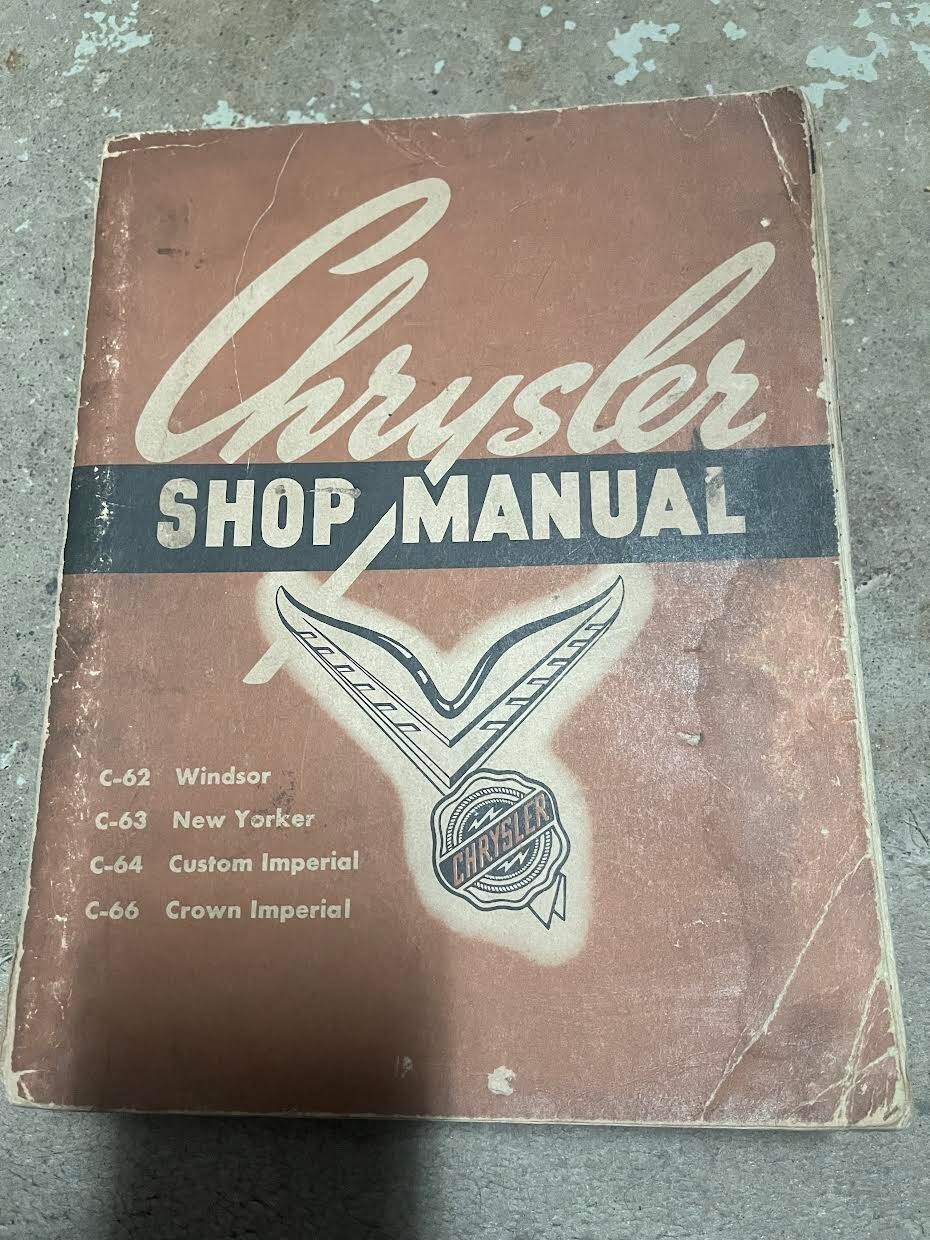 Chrysler
SHOP MANUAL
C-62 Windsor
C-63 New Yorker
C-64 Custom Imperial
C-66 Crown Imperial
CHRYSLER